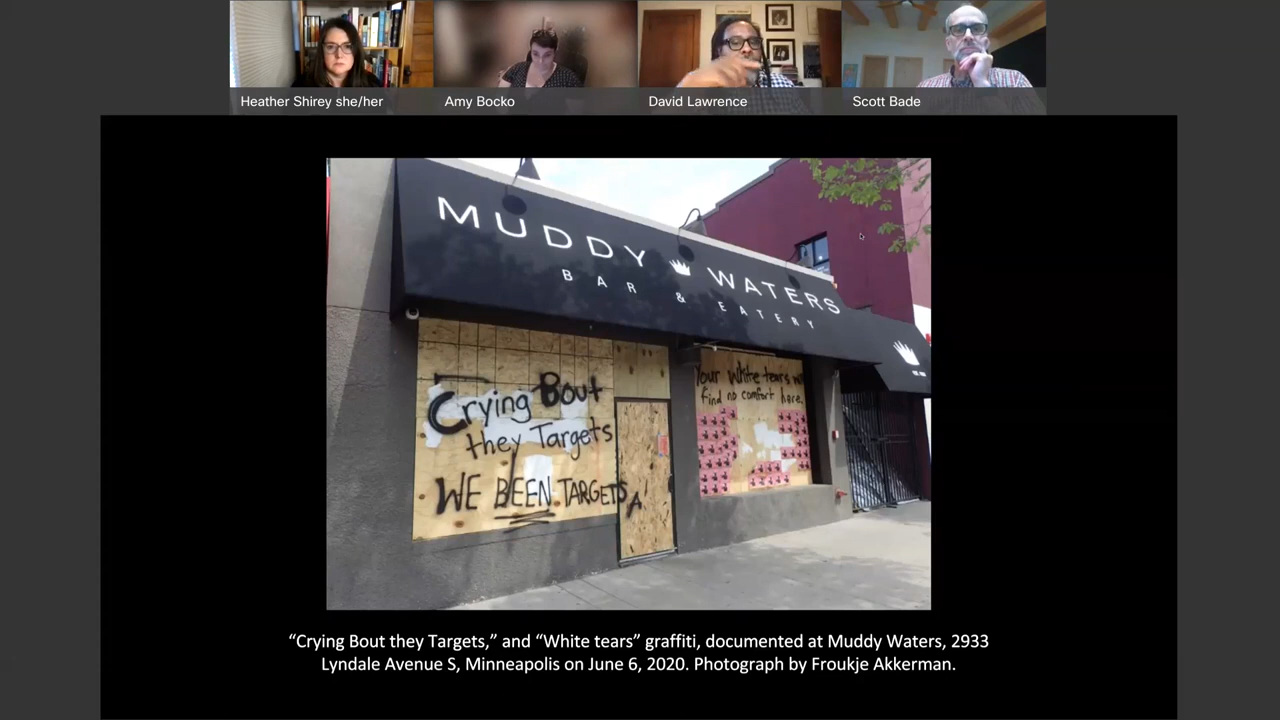 Heather Shirey she/her
Amy Bocko
David Lawrence
Scott Bade
MUDDY WATERS
BAR & EATERY
Crying Bout
they Targets
WE BEEN TARGETSA'
Your White tears
find no comfort here.
“Crying Bout they Targets,” and “White tears” graffiti, documented at Muddy Waters, 2933
Lyndale Avenue S, Minneapolis on June 6, 2020. Photograph by Froukje Akkerman.